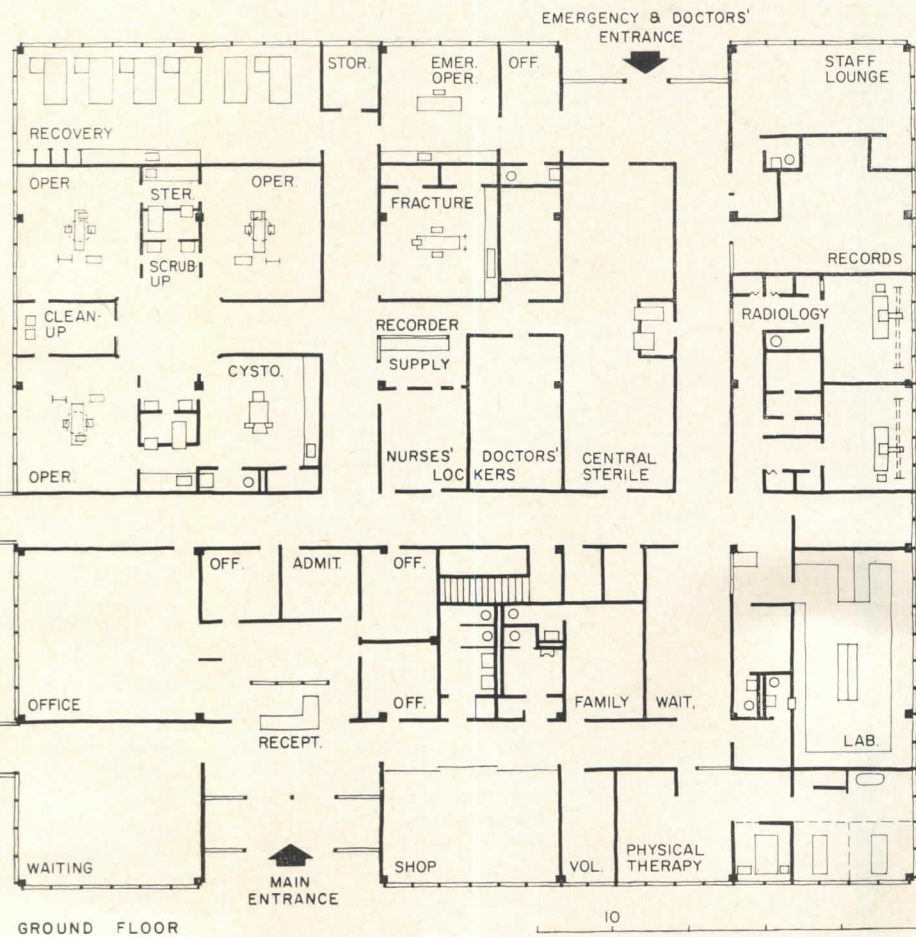 EMERGENCY & DOCTORS'
ENTRANCE
STOR.
EMER.
OPER.
OFF.
STAFF
LOUNGE
RECOVERY
OPER.
STER.
OPER.
FRACTURE
SCRUB
UP
RECORDS
CLEAN-
UP
RECORDER
RADIOLOGY
SUPPLY
CYSTO.
NURSES' DOCTORS'
LOCKERS
CENTRAL
STERILE
OPER.
OFF.
ADMIT.
OFF.
OFFICE
OFF.
FAMILY
WAIT.
RECEPT.
LAB.
WAITING
MAIN
ENTRANCE
SHOP
VOL.
PHYSICAL
THERAPY
GROUND FLOOR
10